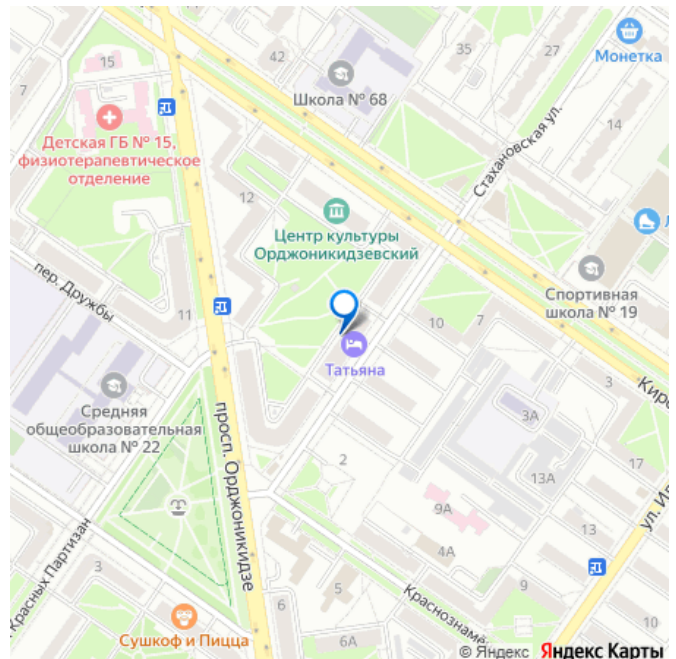 15
42
35
27
Монетка
7
Школа № 68
14
Детская ГБ № 15,
физиотерапевтическое
отделение
Стахановская ул.
12
Центр культуры
Орджоникидзевский
пер. Дружбы
11
Спортивная
школа № 19
10
7
Татьяна
3
Средняя
общеобразовательная
школа № 22
просп. Орджоникидзе
3А
2
13А
9А
13
4А
Красных Партизан
3
5
9
6
Сушкоф и Пицца
6А
10
© Яндекс Яндекс Карты